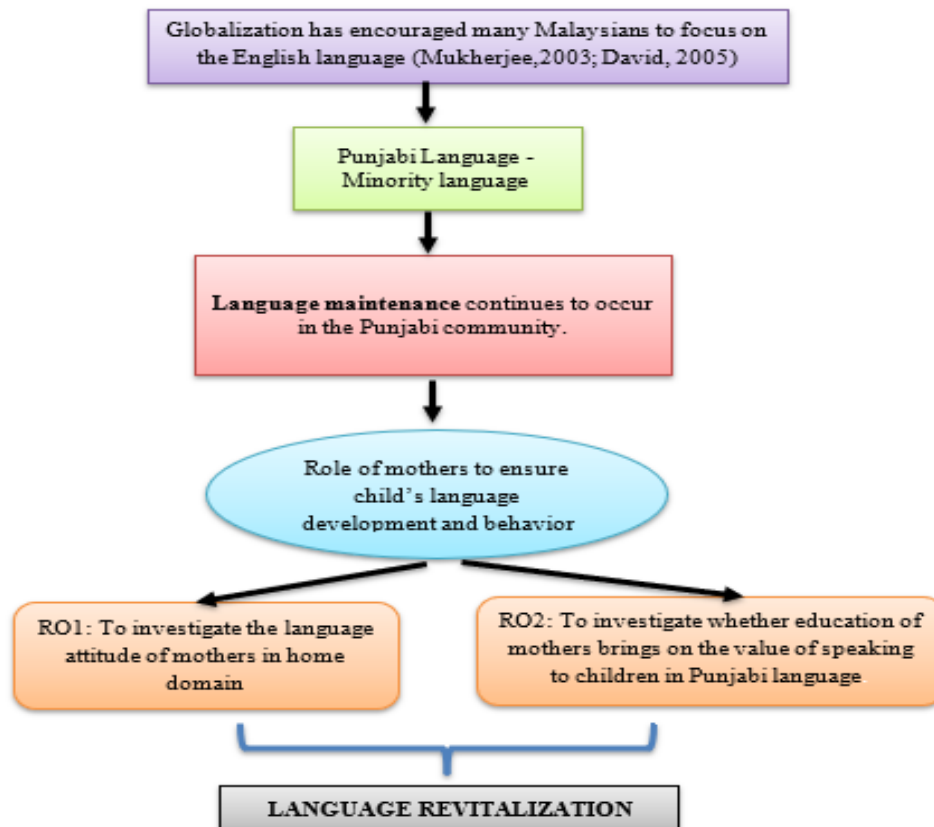 Globalization has encouraged many Malaysians to focus on
the English language (Mukherjee,2003; David, 2005)
Punjabi Language -
Minority language
Language maintenance continues to occur
in the Punjabi community.
Role of mothers to ensure
child's language
development and behavior
RO1: To investigate the language
attitude of mothers in home
domain
RO2: To investigate whether education of
mothers brings on the value of speaking
to children in Punjabi language
LANGUAGE REVITALIZATION